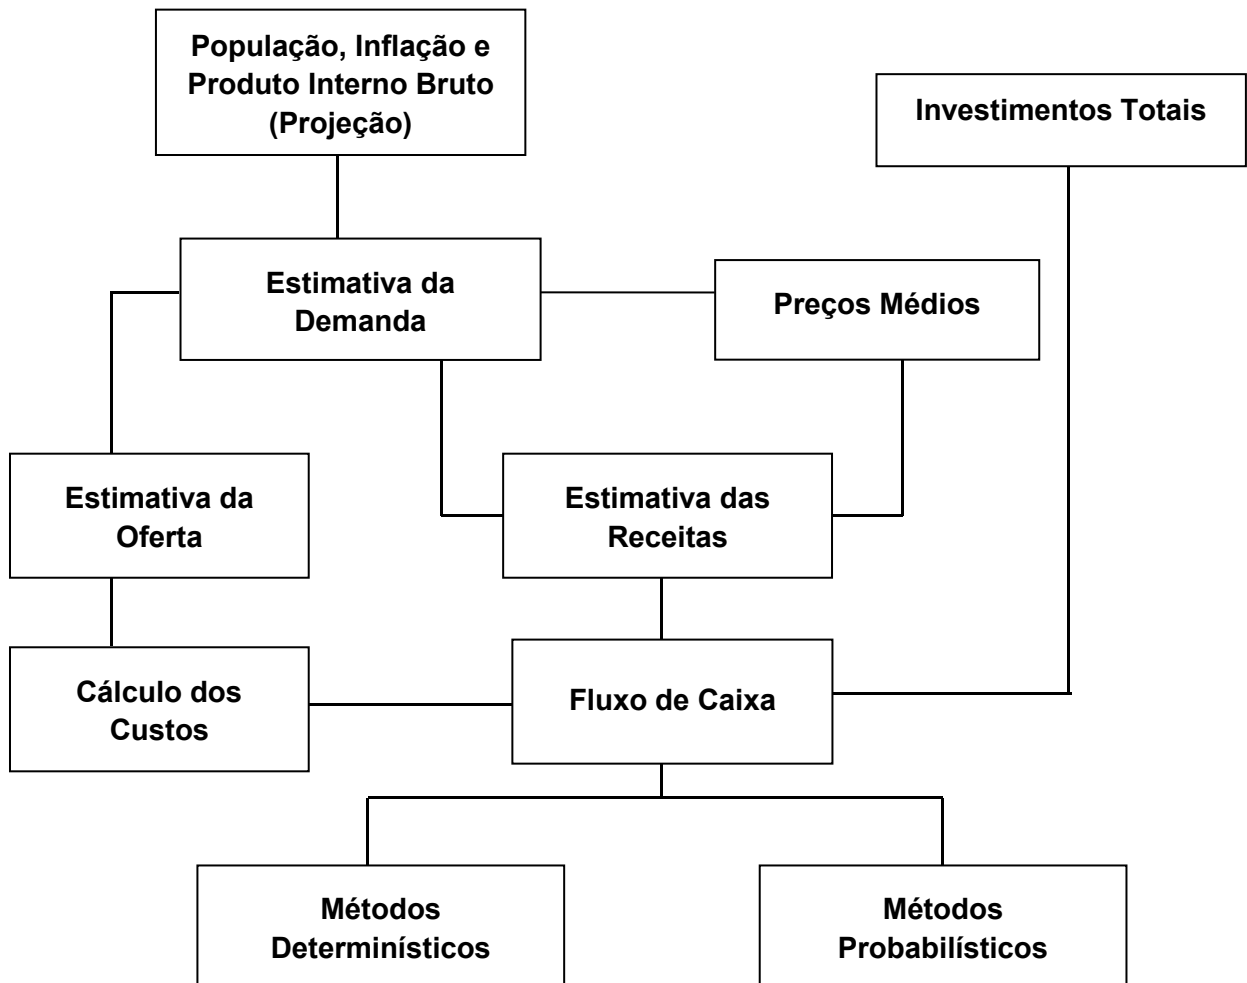 População, Inflação e
Produto Interno Bruto
(Projeção)
Investimentos Totais
Estimativa da
Demanda
Preços Médios
Estimativa da
Oferta
Estimativa das
Receitas
Cálculo dos
Custos
Fluxo de Caixa
Métodos
Determinísticos
Métodos
Probabilísticos